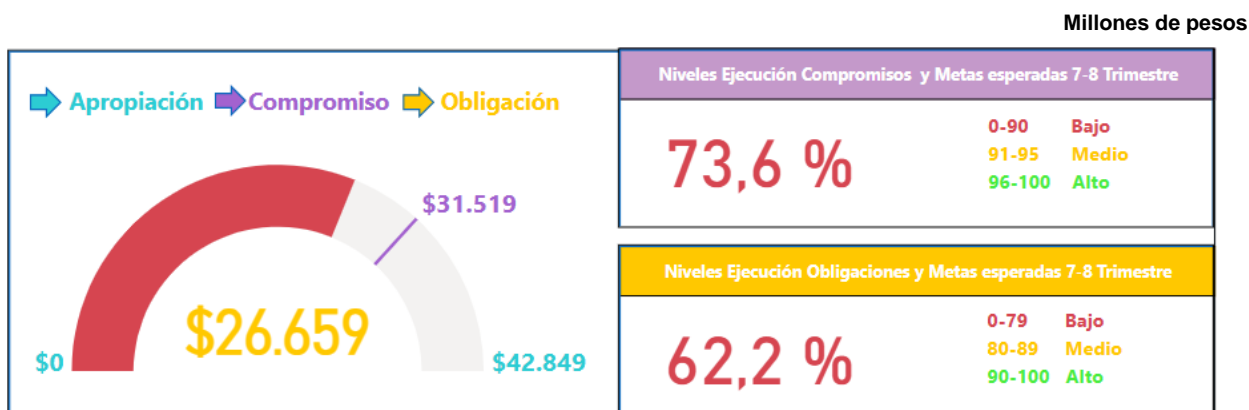 Millones de pesos
Apropiación Compromiso Obligación
$31.519
$26.659
$0
$42.849
Niveles Ejecución Compromisos y Metas esperadas 7-8 Trimestre
73,6 %
0-90 Bajo
91-95 Medio
96-100 Alto
Niveles Ejecución Obligaciones y Metas esperadas 7-8 Trimestre
62,2 %
0-79 Bajo
80-89 Medio
90-100 Alto